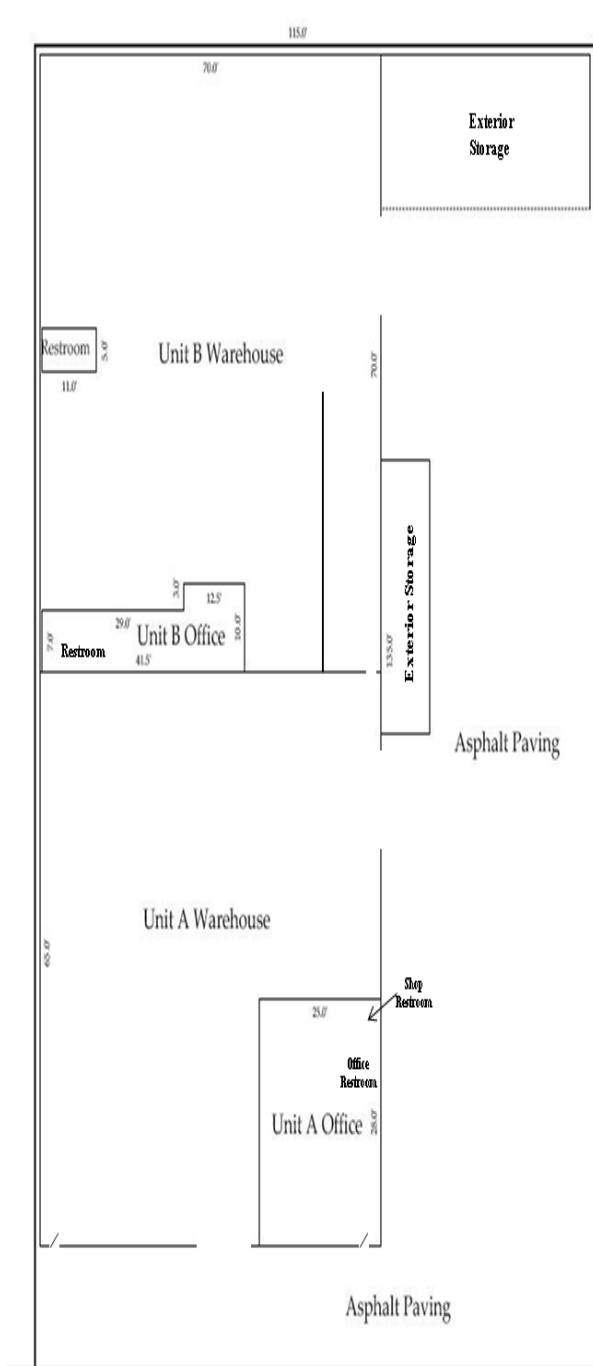 115.0'
70.0'
Exterior
Storage
Restroom
5.0'
11.0'
Unit B Warehouse
70.0'
3.0'
12.5'
29.0'
Unit B Office
10.0'
7.0'
Restroom
41.5'
135.0'
Exterior Storage
Asphalt Paving
Unit A Warehouse
65.0'
Shop
Restroom
25.0'
Office
Restroom
Unit A Office
28.0'
Asphalt Paving